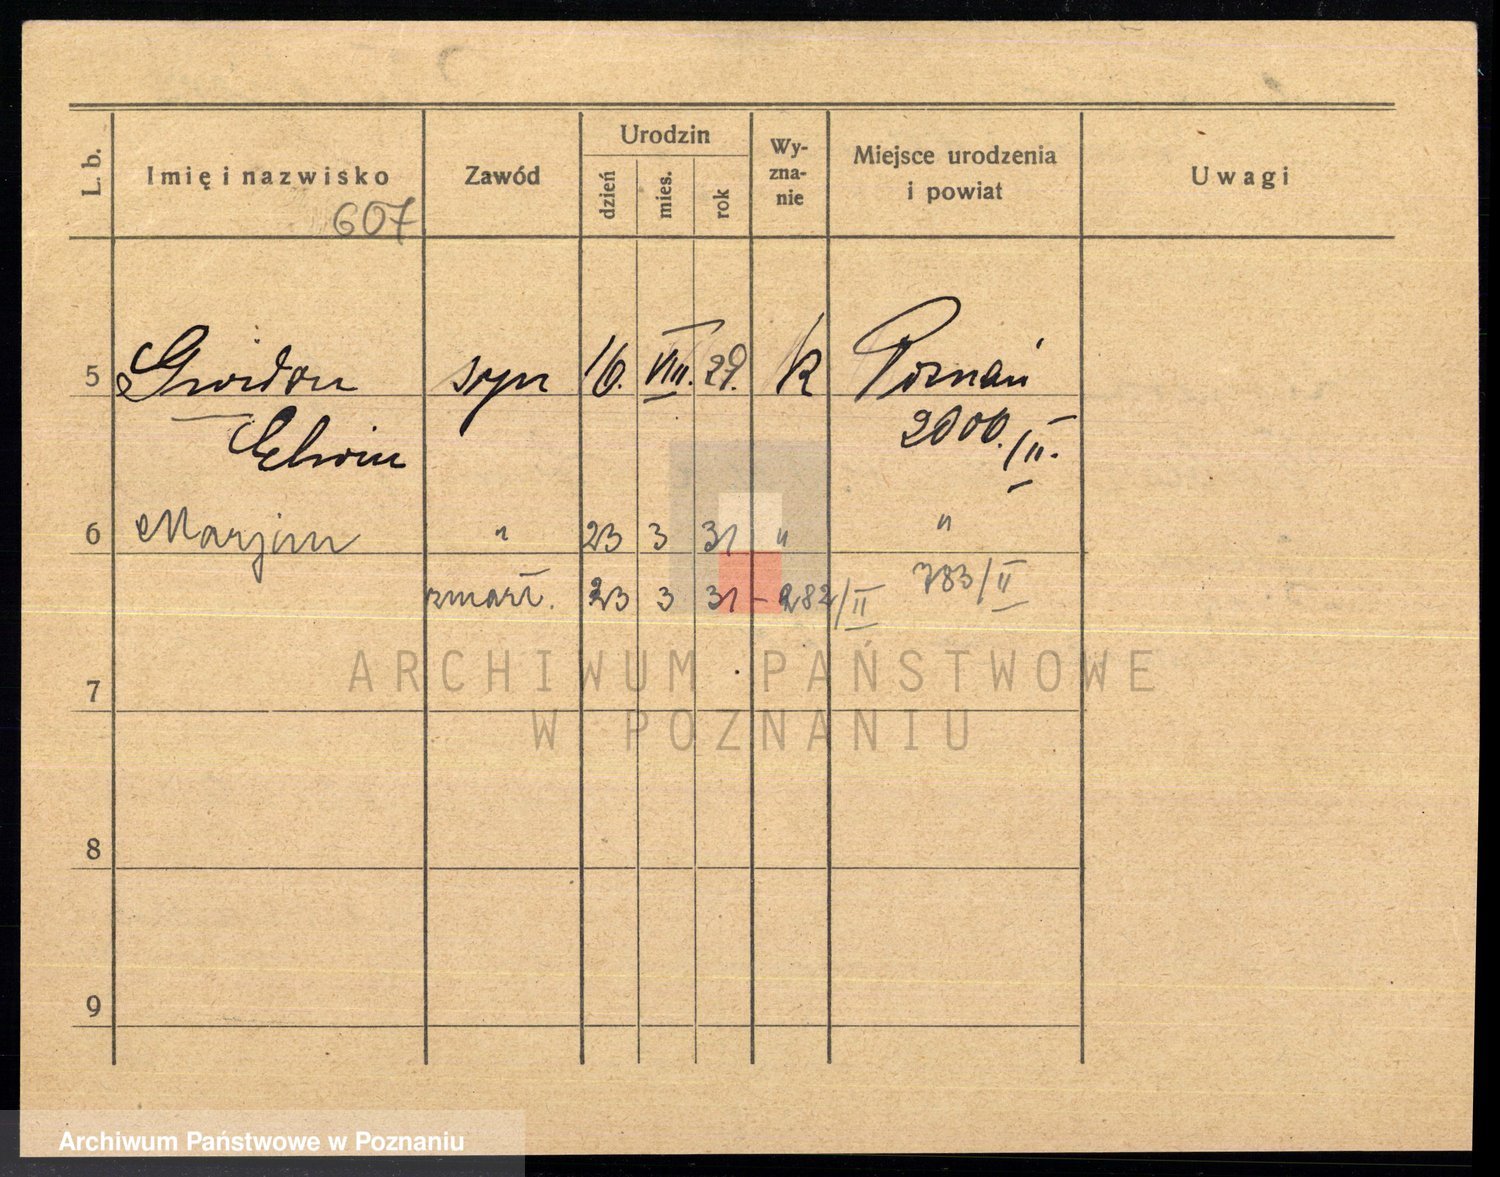 L. b. Imię i nazwisko Zawód Urodzin Wy-zna-nie Miejsce urodzenia i powiat Uwagi
dzień mies. rok
607
5 Gwidon syn 16. VIII. 29. k Poznań
Edwin 2000./II.
6 Marjan " 23 3 31 " "
zmarł. 23 3 31 - 282/II 783/II
ARCHIWUM PAŃSTWOWE
7
W POZNANIU
8
9
Archiwum Państwowe w Poznaniu